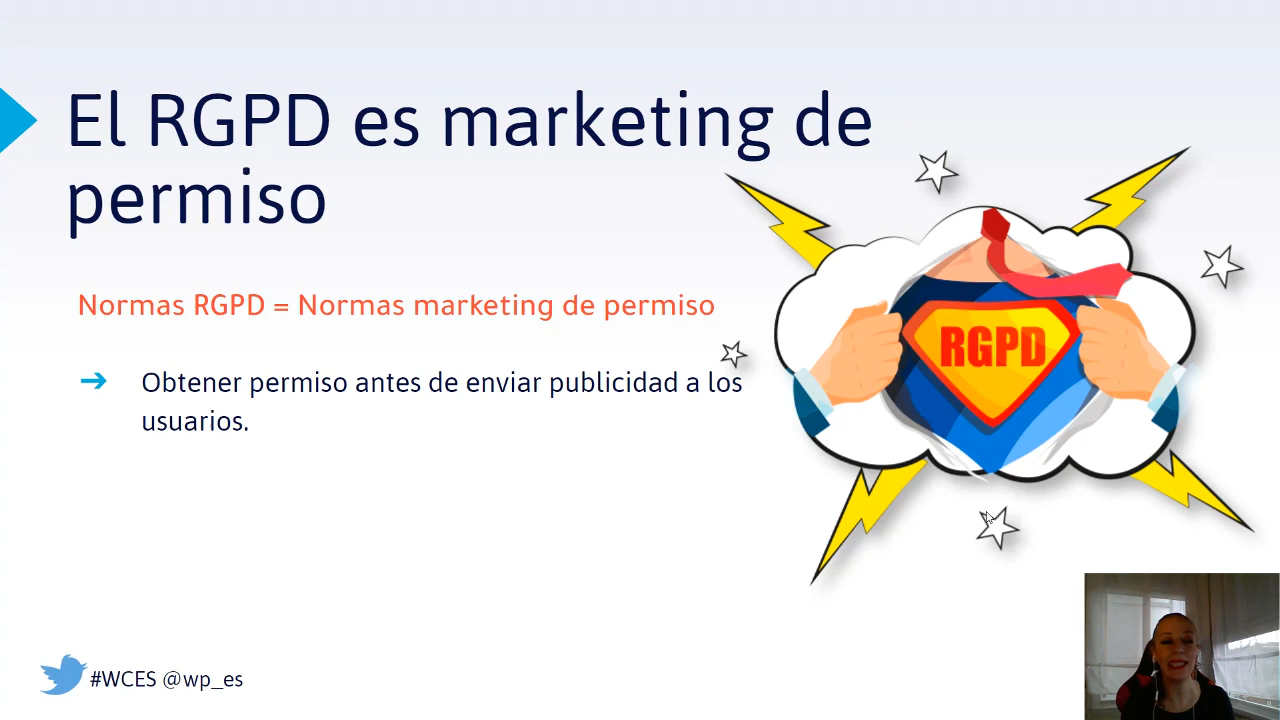 El RGPD es marketing de
permiso
Normas RGPD = Normas marketing de permiso
➔ Obtener permiso antes de enviar publicidad a los
usuarios.
RGPD
#WCES @wp_es